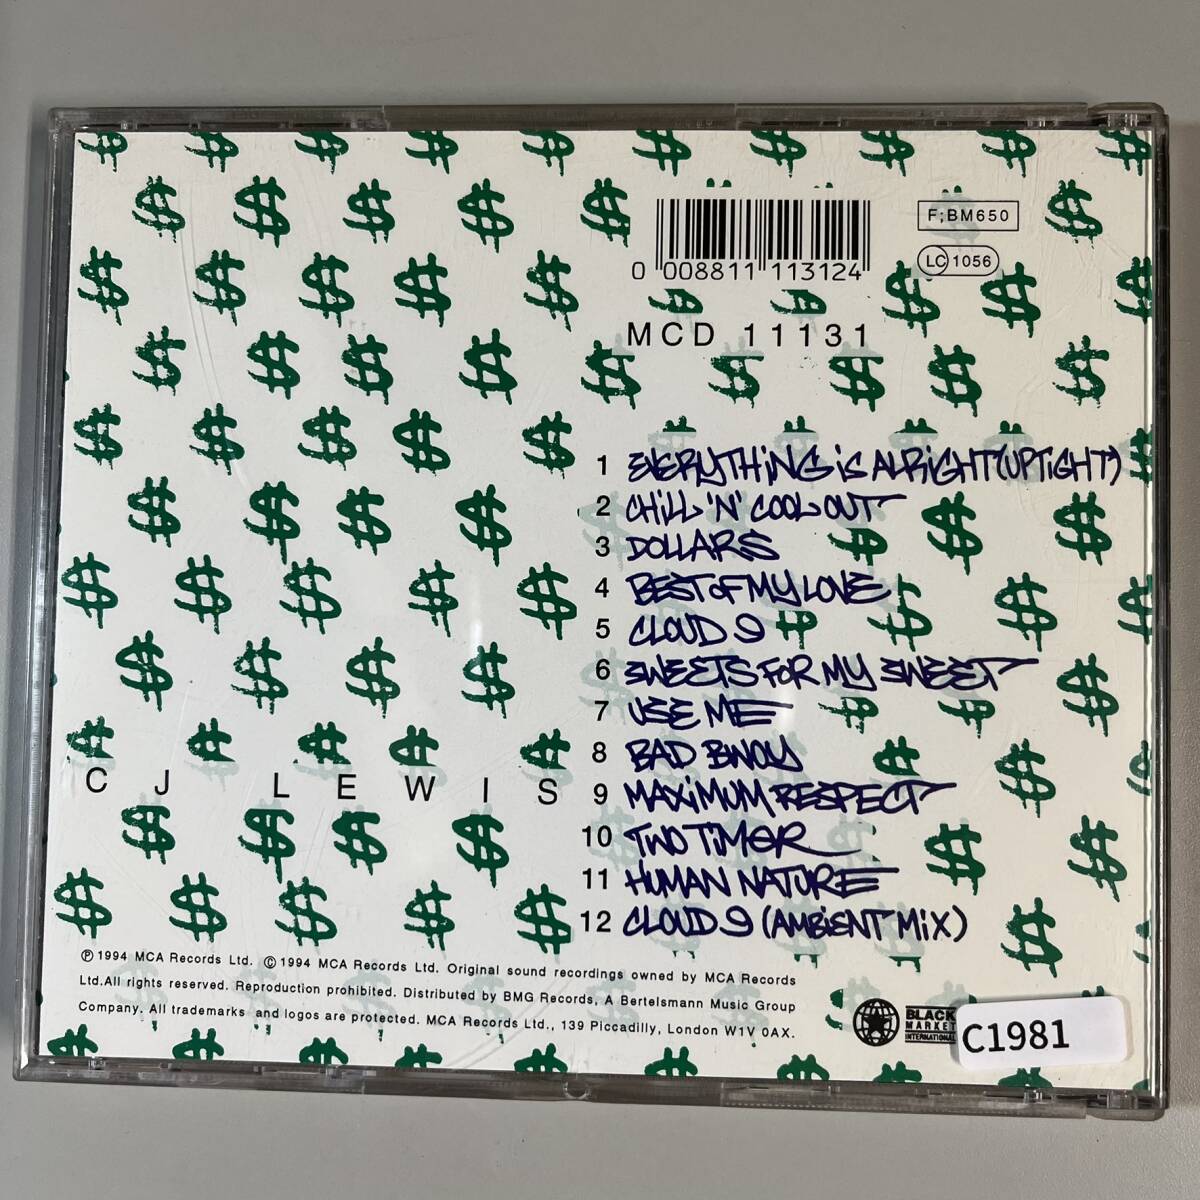 F;BM650
LC 1056
0 008811 113124
MCD 11131
1 EVERYTHING IS ALRIGHT (UPTIGHT)
2 CHILL 'N' COOL OUT
3 DOLLARS
4 BEST OF MY LOVE
5 CLOUD 9
6 SWEETS FOR MY SWEET
7 USE ME
8 BAD BWOY
CJ LEWIS
9 MAXIMUM RESPECT
10 TWO TIMER
11 HUMAN NATURE
12 CLOUD 9 (AMBIENT MIX)
℗1994 MCA Records Ltd. ©1994 MCA Records Ltd. Original sound recordings owned by MCA Records
Ltd.All rights reserved. Reproduction prohibited. Distributed by BMG Records, A Bertelsmann Music Group
Company. All trademarks and logos are protected. MCA Records Ltd., 139 Piccadilly, London W1V 0AX.
BLACK
MARKET
INTERNATIONAL
C1981